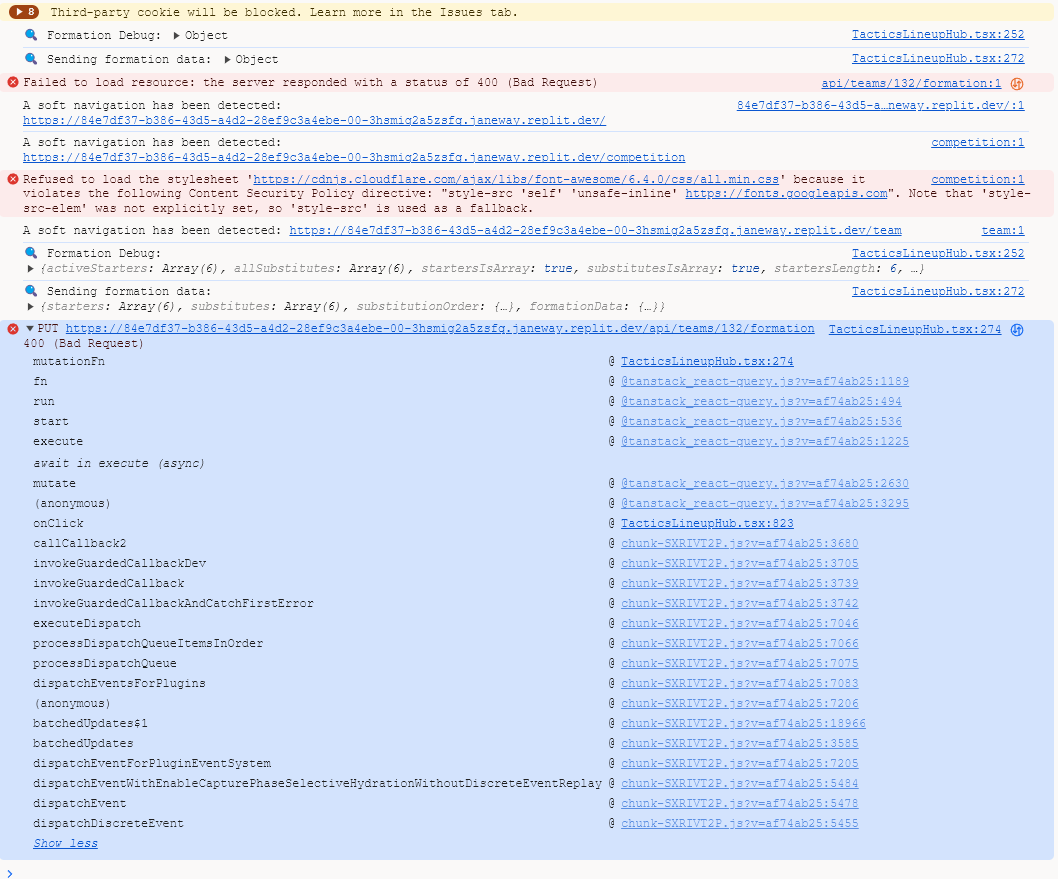 8 Third-party cookie will be blocked. Learn more in the Issues tab.
Formation Debug: Object TacticsLineupHub.tsx:252
Sending formation data: Object TacticsLineupHub.tsx:272
Failed to load resource: the server responded with a status of 400 (Bad Request) api/teams/132/formation:1
A soft navigation has been detected: 84e7df37-b386-43d5-a…neway.replit.dev/:1
https://84e7df37-b386-43d5-a4d2-28ef9c3a4ebe-00-3hsmig2a5zsfq.janeway.replit.dev/
A soft navigation has been detected: competition:1
https://84e7df37-b386-43d5-a4d2-28ef9c3a4ebe-00-3hsmig2a5zsfq.janeway.replit.dev/competition
Refused to load the stylesheet 'https://cdnjs.cloudflare.com/ajax/libs/font-awesome/6.4.0/css/all.min.css' because it competition:1
violates the following Content Security Policy directive: "style-src 'self' 'unsafe-inline' https://fonts.googleapis.com". Note that 'style-
src-elem' was not explicitly set, so 'style-src' is used as a fallback.
A soft navigation has been detected: https://84e7df37-b386-43d5-a4d2-28ef9c3a4ebe-00-3hsmig2a5zsfq.janeway.replit.dev/team team:1
Formation Debug: TacticsLineupHub.tsx:252
{activeStarters: Array(6), allSubstitutes: Array(6), startersIsArray: true, substitutesIsArray: true, startersLength: 6, …}
Sending formation data: TacticsLineupHub.tsx:272
{starters: Array(6), substitutes: Array(6), substitutionOrder: {…}, formationData: {…}}
PUT https://84e7df37-b386-43d5-a4d2-28ef9c3a4ebe-00-3hsmig2a5zsfq.janeway.replit.dev/api/teams/132/formation TacticsLineupHub.tsx:274
400 (Bad Request)
mutationFn @ TacticsLineupHub.tsx:274
fn @ @tanstack_react-query.js?v=af74ab25:1189
run @ @tanstack_react-query.js?v=af74ab25:494
start @ @tanstack_react-query.js?v=af74ab25:536
execute @ @tanstack_react-query.js?v=af74ab25:1225
await in execute (async)
mutate @ @tanstack_react-query.js?v=af74ab25:2630
(anonymous) @ @tanstack_react-query.js?v=af74ab25:3295
onClick @ TacticsLineupHub.tsx:823
callCallback2 @ chunk-SXRIVT2P.js?v=af74ab25:3680
invokeGuardedCallbackDev @ chunk-SXRIVT2P.js?v=af74ab25:3705
invokeGuardedCallback @ chunk-SXRIVT2P.js?v=af74ab25:3739
invokeGuardedCallbackAndCatchFirstError @ chunk-SXRIVT2P.js?v=af74ab25:3742
executeDispatch @ chunk-SXRIVT2P.js?v=af74ab25:7046
processDispatchQueueItemsInOrder @ chunk-SXRIVT2P.js?v=af74ab25:7066
processDispatchQueue @ chunk-SXRIVT2P.js?v=af74ab25:7075
dispatchEventsForPlugins @ chunk-SXRIVT2P.js?v=af74ab25:7083
(anonymous) @ chunk-SXRIVT2P.js?v=af74ab25:7206
batchedUpdates$1 @ chunk-SXRIVT2P.js?v=af74ab25:18966
batchedUpdates @ chunk-SXRIVT2P.js?v=af74ab25:3585
dispatchEventForPluginEventSystem @ chunk-SXRIVT2P.js?v=af74ab25:7205
dispatchEventWithEnableCapturePhaseSelectiveHydrationWithoutDiscreteEventReplay @ chunk-SXRIVT2P.js?v=af74ab25:5484
dispatchEvent @ chunk-SXRIVT2P.js?v=af74ab25:5478
dispatchDiscreteEvent @ chunk-SXRIVT2P.js?v=af74ab25:5455
Show less